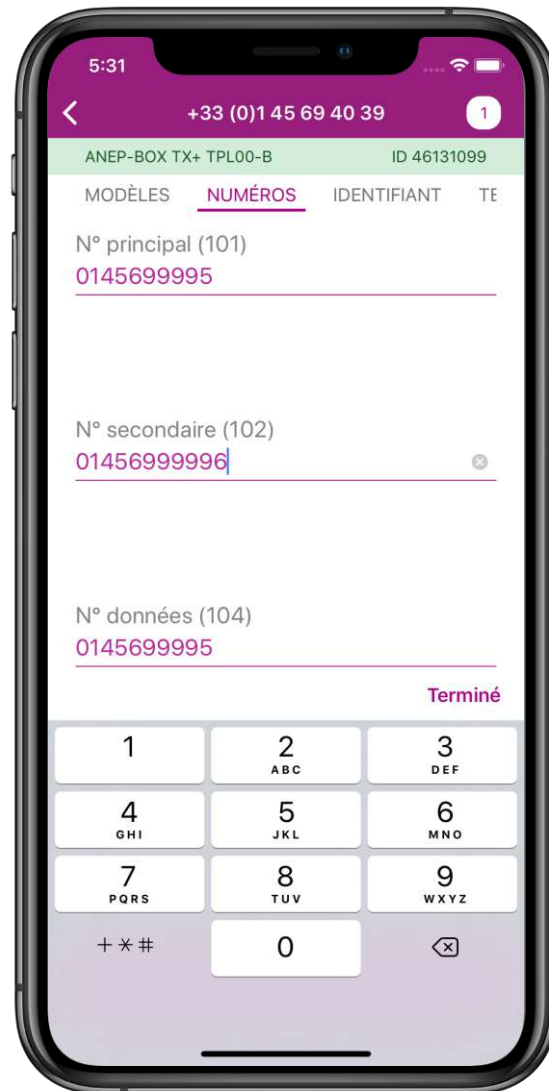 5:31
+33 (0)1 45 69 40 39
1
ANEP-BOX TX+ TPL00-B ID 46131099
MODÈLES NUMÉROS IDENTIFIANT TE
N° principal (101)
0145699995
N° secondaire (102)
01456999996
N° données (104)
0145699995
Terminé
1 2 3
ABC DEF
4 5 6
GHI JKL MNO
7 8 9
PQRS TUV WXYZ
+*# 0